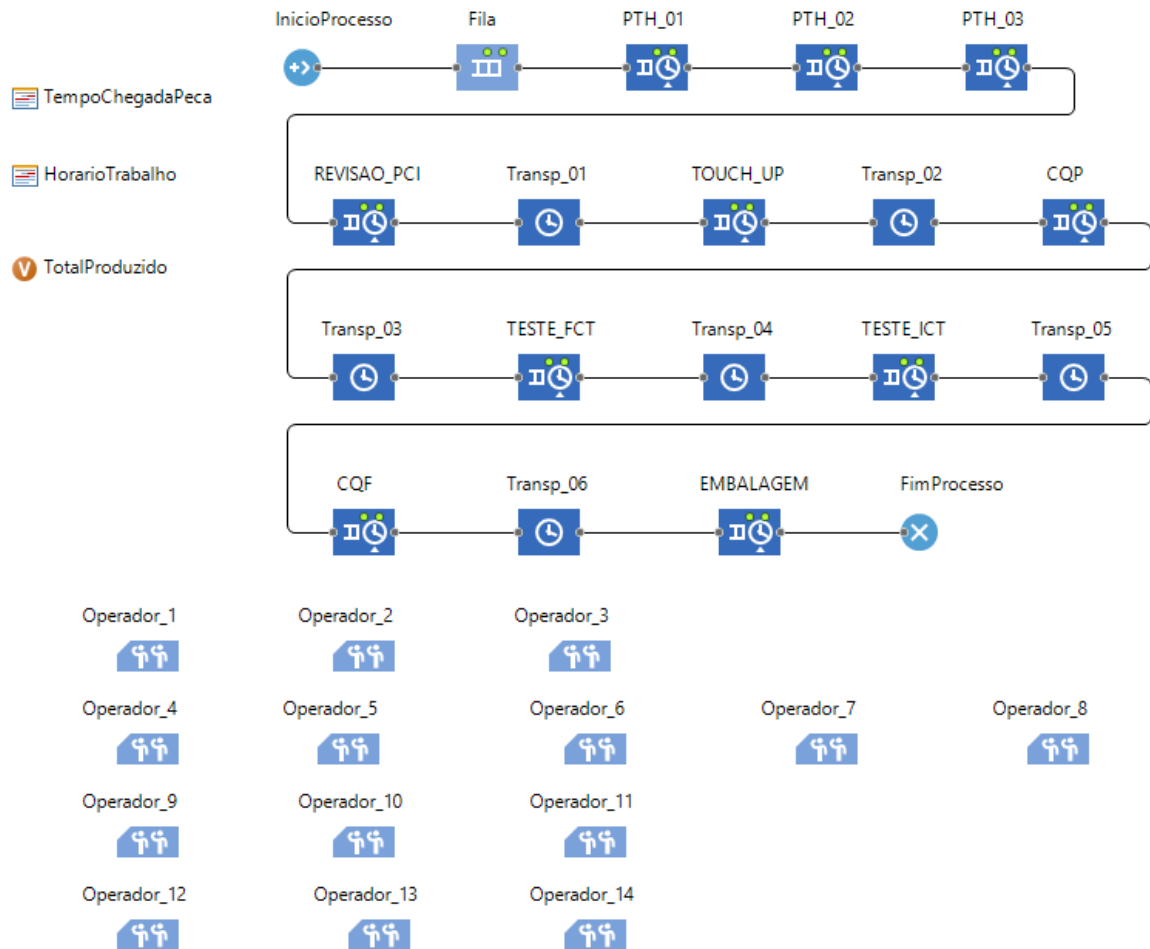 InicioProcesso Fila PTH_01 PTH_02 PTH_03
TempoChegadaPeca
HorarioTrabalho REVISAO_PCI Transp_01 TOUCH_UP Transp_02 CQP
V TotalProduzido
Transp_03 TESTE_FCT Transp_04 TESTE_ICT Transp_05
CQF Transp_06 EMBALAGEM FimProcesso
Operador_1 Operador_2 Operador_3
Operador_4 Operador_5 Operador_6 Operador_7 Operador_8
Operador_9 Operador_10 Operador_11
Operador_12 Operador_13 Operador_14